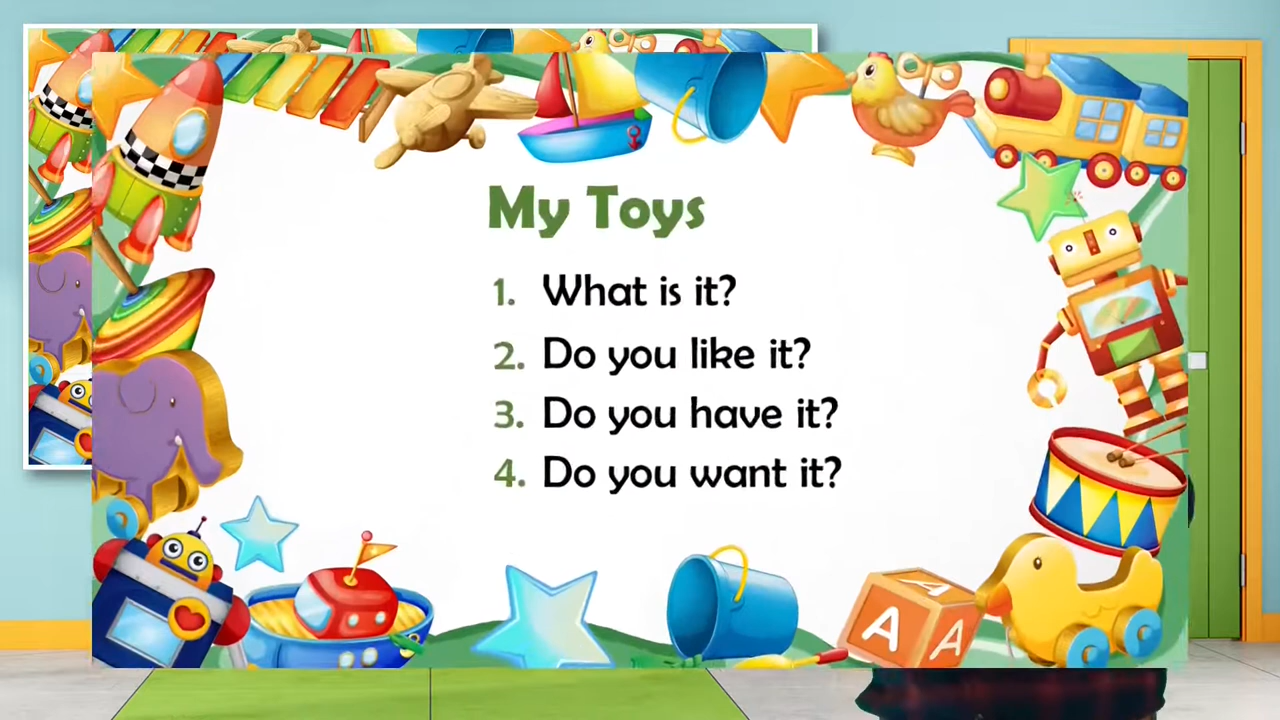 My Toys
1. What is it?
2. Do you like it?
3. Do you have it?
4. Do you want it?
A A A